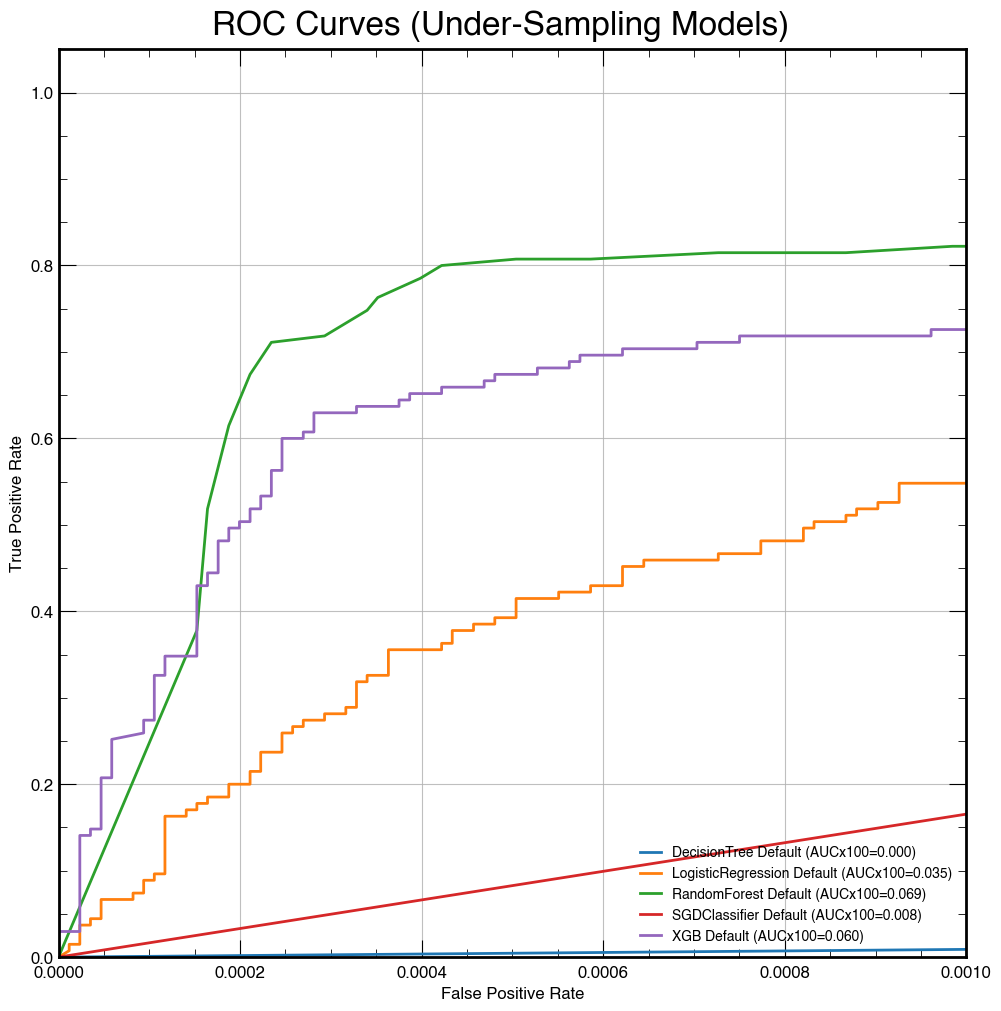 ROC Curves (Under-Sampling Models)
1.0
0.8
0.6
0.4
0.2
0.0
True Positive Rate
DecisionTree Default (AUCx100=0.000)
LogisticRegression Default (AUCx100=0.035)
RandomForest Default (AUCx100=0.069)
SGDClassifier Default (AUCx100=0.008)
XGB Default (AUCx100=0.060)
0.0000 0.0002 0.0004 0.0006 0.0008 0.0010
False Positive Rate